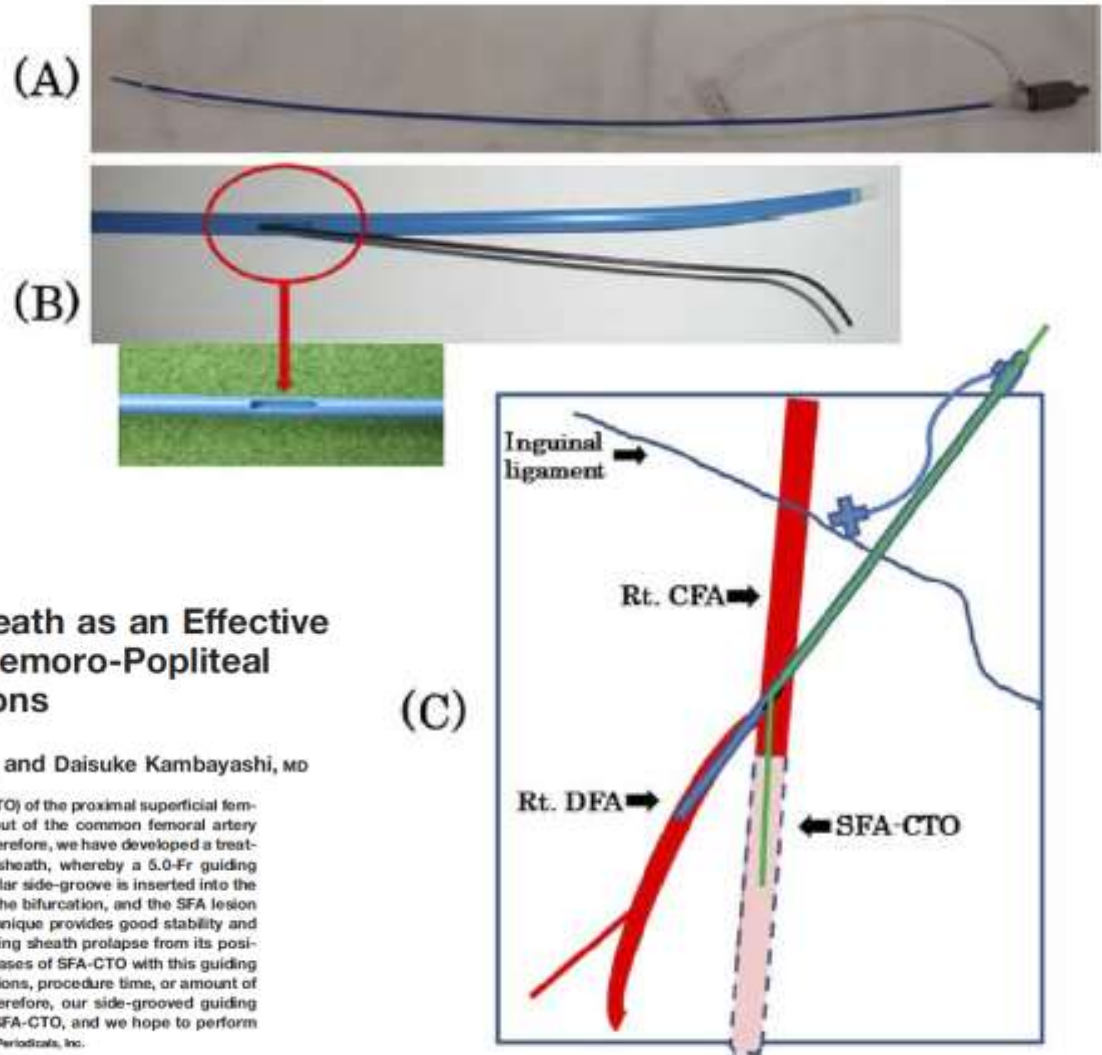 (A)
(B)
Inguinal
ligament
Rt. CFA
(C)
Rt. DFA
SFA-CTO
eath as an Effective
emoro-Popliteal
ons
and Daisuke Kambayashi, MD
TO) of the proximal superficial fem-
out of the common femoral artery
erefore, we have developed a treat-
sheath, whereby a 5.0-Fr guiding
lar side-groove is inserted into the
he bifurcation, and the SFA lesion
nique provides good stability and
ing sheath prolapse from its posi-
ases of SFA-CTO with this guiding
ions, procedure time, or amount of
erefore, our side-grooved guiding
SFA-CTO, and we hope to perform
Periodicals, Inc.